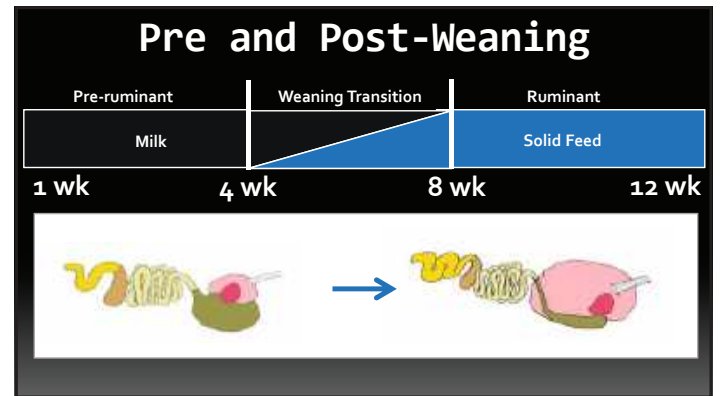 Pre and Post-Weaning
Pre-ruminant Weaning Transition Ruminant
Milk Solid Feed
1 wk 4 wk 8 wk 12 wk